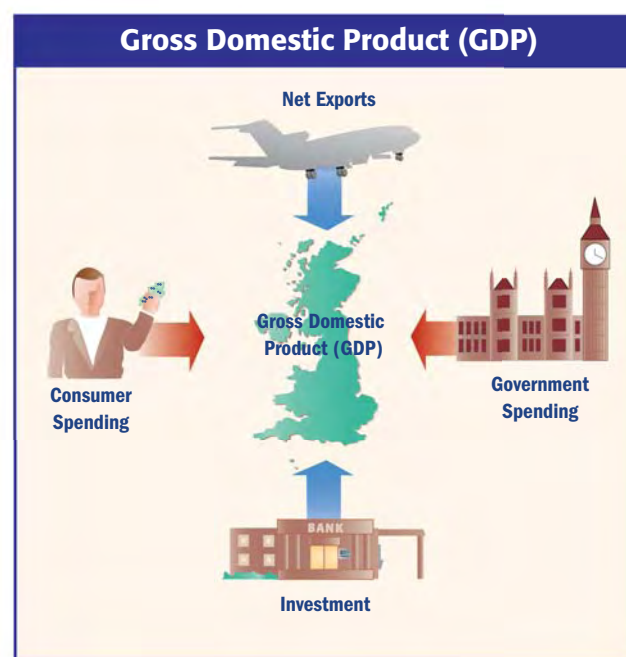 Gross Domestic Product (GDP)
Net Exports
Gross Domestic
Product (GDP)
Consumer
Spending
Government
Spending
BANK
Investment